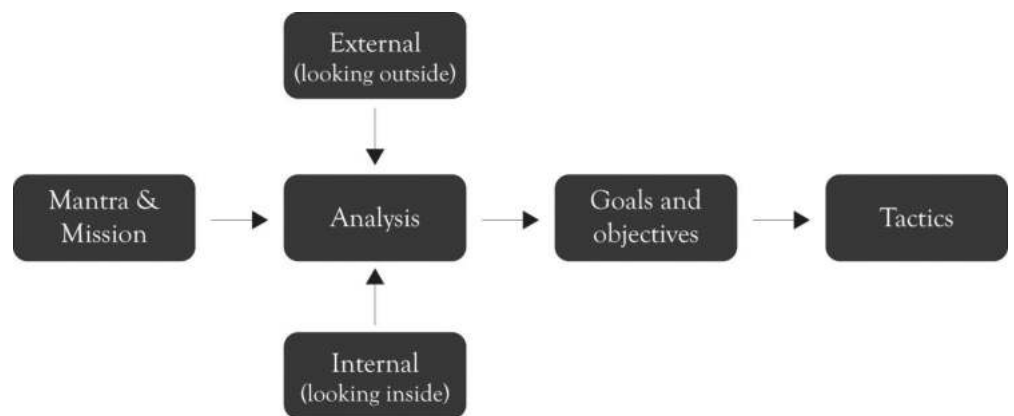 External
(looking outside)
Mantra &
Mission
Analysis
Goals and
objectives
Tactics
Internal
(looking inside)